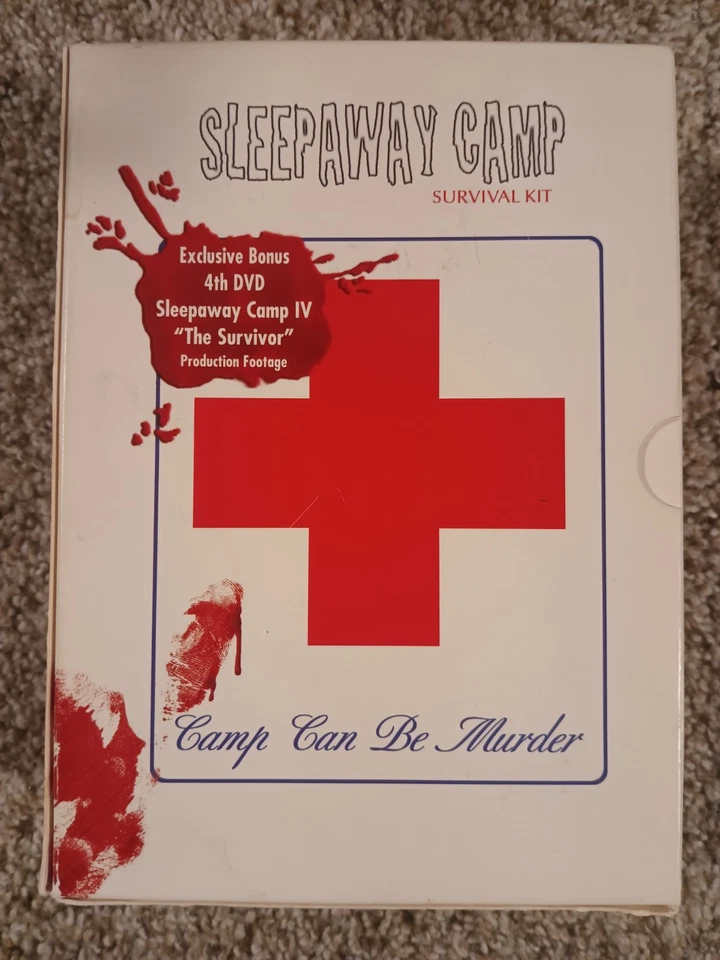 SLEEPAWAY CAMP
SURVIVAL KIT
Exclusive Bonus
4th DVD
Sleepaway Camp IV
“The Survivor”
Production Footage
Camp Can Be Murder